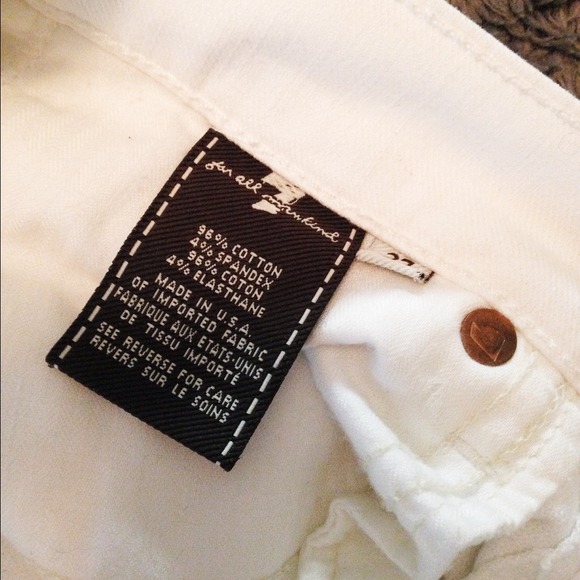 7
for all mankind
96% COTTON
4% SPANDEX
96% COTON
4% ELASTHANE
MADE IN U.S.A.
OF IMPORTED FABRIC
FABRIQUE AUX ETATS-UNIS
DE TISSU IMPORTÉ
SEE REVERSE FOR CARE
REVERS SUR LE SOINS